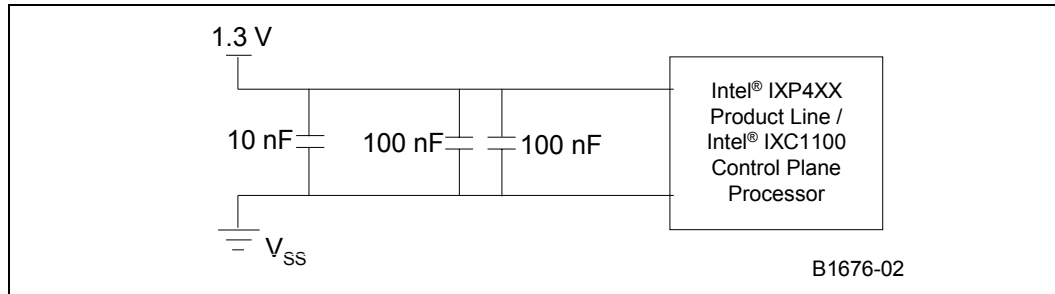 1.3 V
10 nF
100 nF
100 nF
Intel® IXP4XX
Product Line /
Intel® IXC1100
Control Plane
Processor
VSS
B1676-02